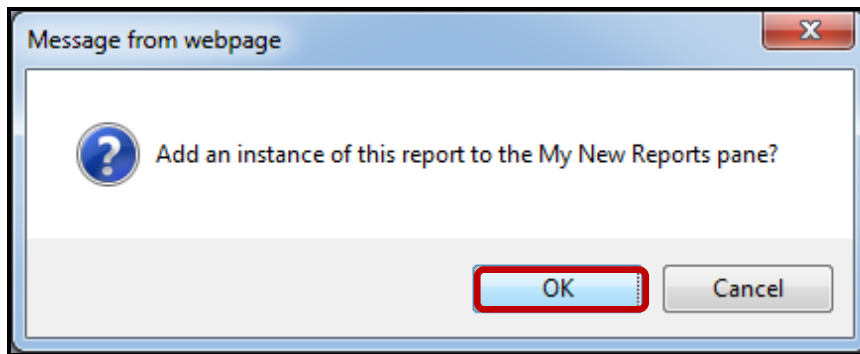 Message from webpage
Add an instance of this report to the My New Reports pane?
OK
Cancel